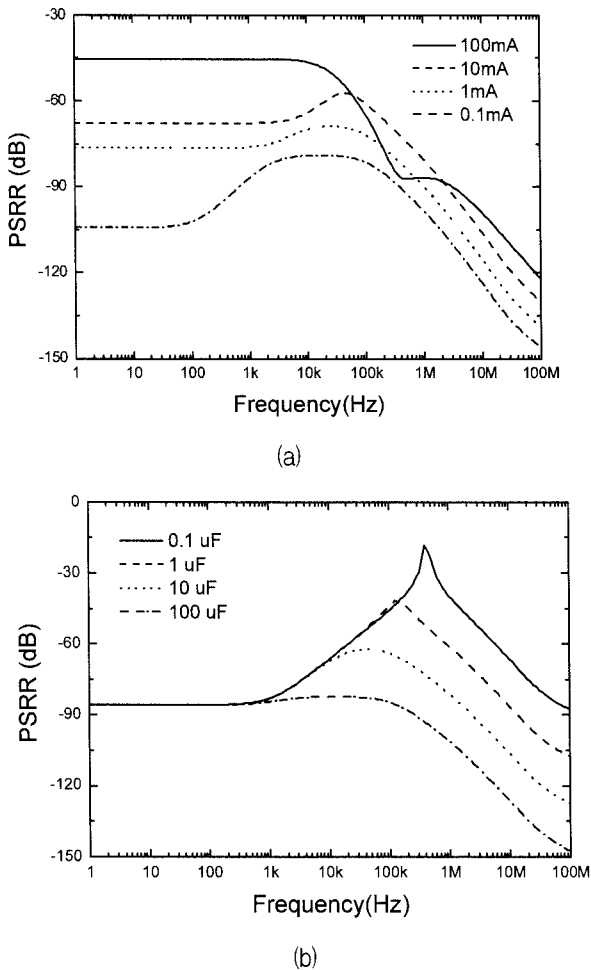 -30
-60
-90
-120
-150
PSRR (dB)
100mA
10mA
1mA
0.1mA
1 10 100 1k 10k 100k 1M 10M 100M
Frequency(Hz)
(a)
0
-30
-60
-90
-120
-150
PSRR (dB)
0.1 uF
1 uF
10 uF
100 uF
1 10 100 1k 10k 100k 1M 10M 100M
Frequency(Hz)
(b)